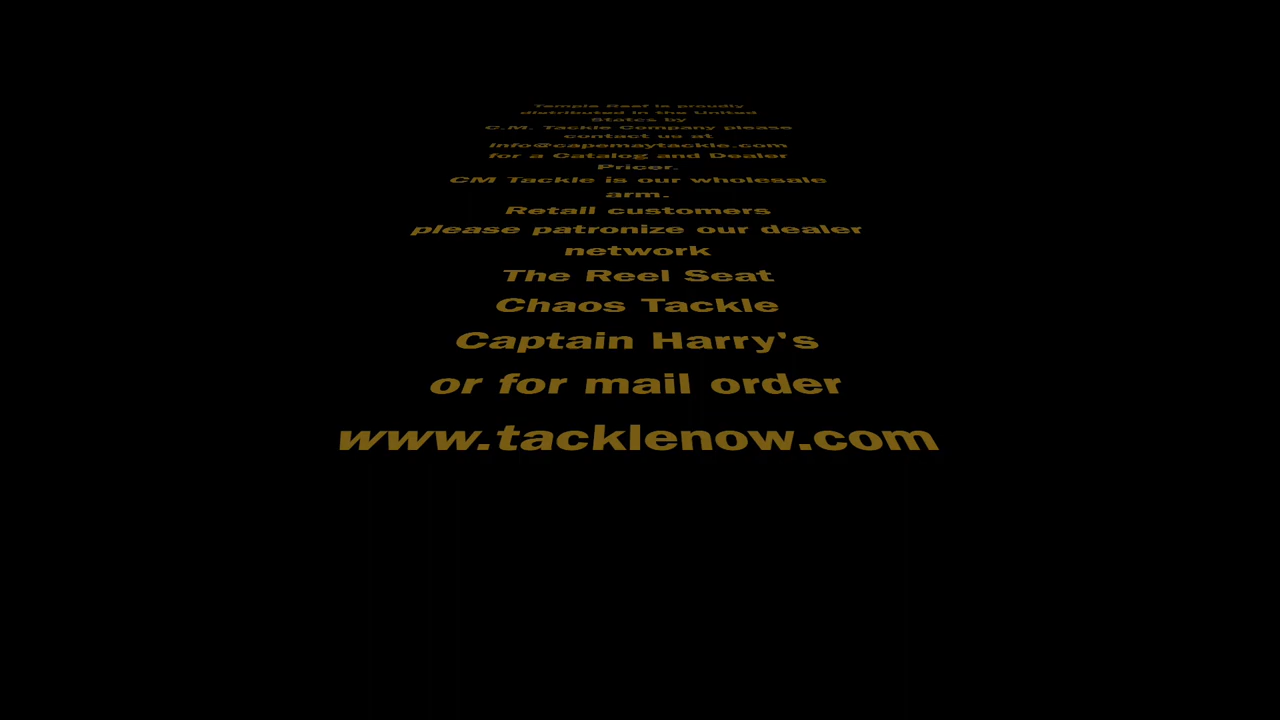 Temple Reef is proudly
distributed in the United
States by
C.M. Tackle Company please
contact us at
info@capemaytackle.com
for a Catalog and Dealer
Pricer.
CM Tackle is our wholesale
arm.
Retail customers
please patronize our dealer
network
The Reel Seat
Chaos Tackle
Captain Harry's
or for mail order
www.tacklenow.com